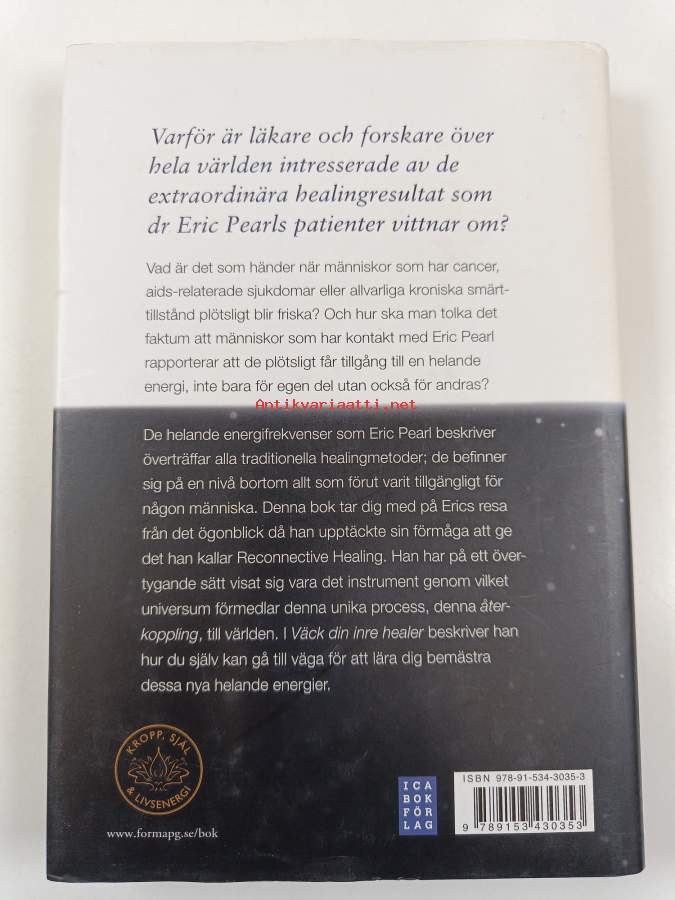 Varför är läkare och forskare över
hela världen intresserade av de
extraordinära healingresultat som
dr Eric Pearls patienter vittnar om?
Vad är det som händer när människor som har cancer,
aids-relaterade sjukdomar eller allvarliga kroniska smärt-
tillstånd plötsligt blir friska? Och hur ska man tolka det
faktum att människor som har kontakt med Eric Pearl
rapporterar att de plötsligt får tillgång till en helande
energi, inte bara för egen del utan också för andras?
Antikvariaatti.net
De helande energifrekvenser som Eric Pearl beskriver
överträffar alla traditionella healingmetoder; de befinner
sig på en nivå bortom allt som förut varit tillgängligt för
någon människa. Denna bok tar dig med på Erics resa
från det ögonblick då han upptäckte sin förmåga att ge
det han kallar Reconnective Healing. Han har på ett över-
tygande sätt visat sig vara det instrument genom vilket
universum förmedlar denna unika process, denna åter-
koppling, till världen. I Väck din inre healer beskriver han
hur du själv kan gå till väga för att lära dig bemästra
dessa nya helande energier.
KROPP, SJÄL
& LIVSENERGI
www.formapg.se/bok
ICA
BOK
FÖR
LAG
ISBN 978-91-534-3035-3
9 789153 430353